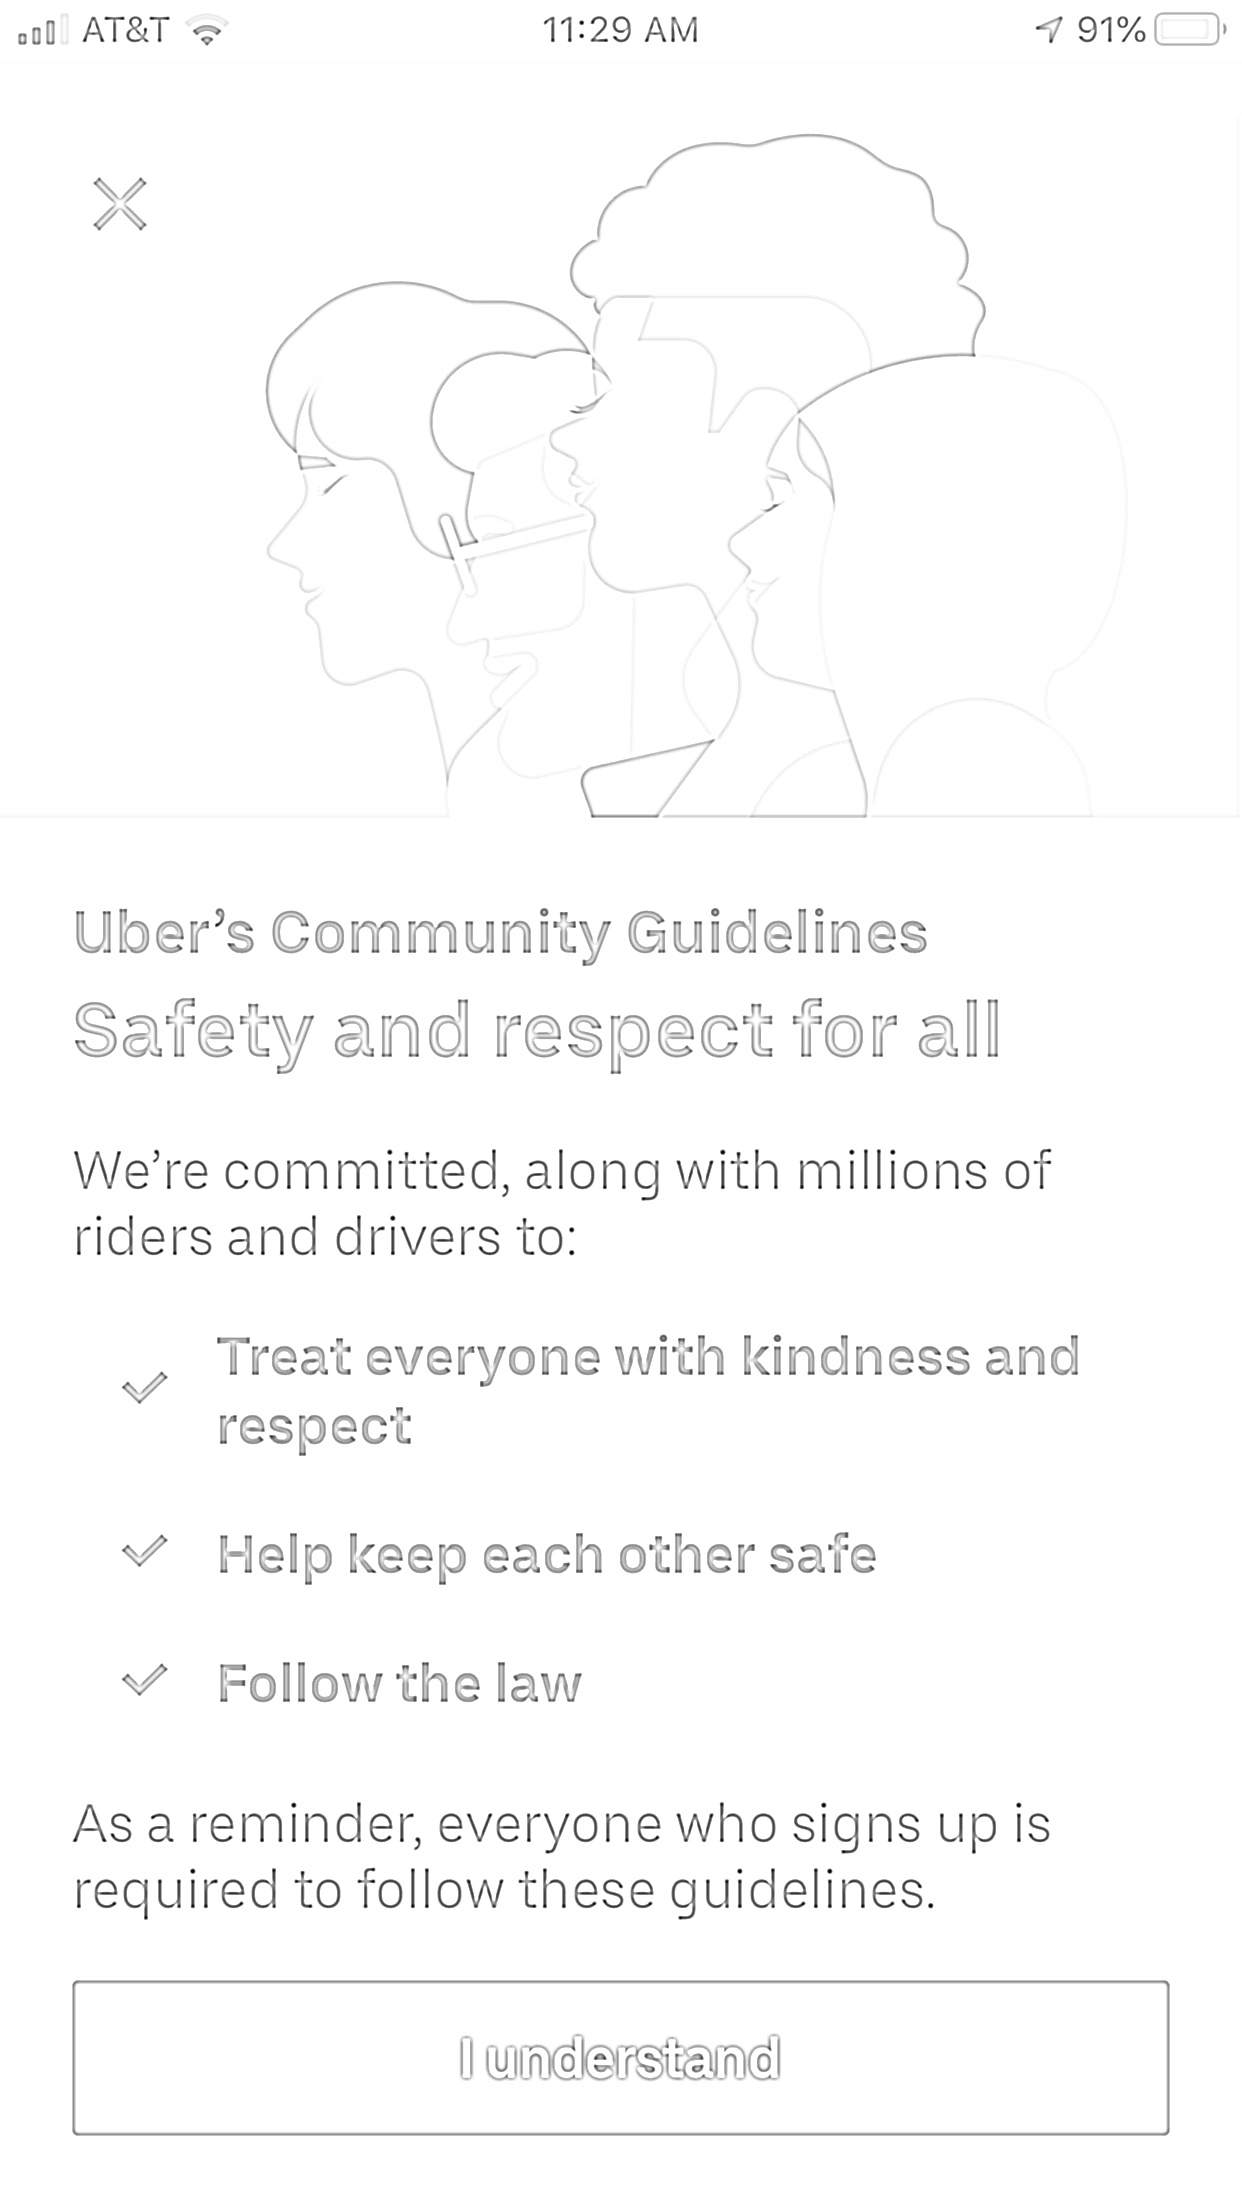 AT&T 11:29 AM 91%
Uber’s Community Guidelines
Safety and respect for all
We’re committed, along with millions of
riders and drivers to:
Treat everyone with kindness and
respect
Help keep each other safe
Follow the law
As a reminder, everyone who signs up is
required to follow these guidelines.
I understand